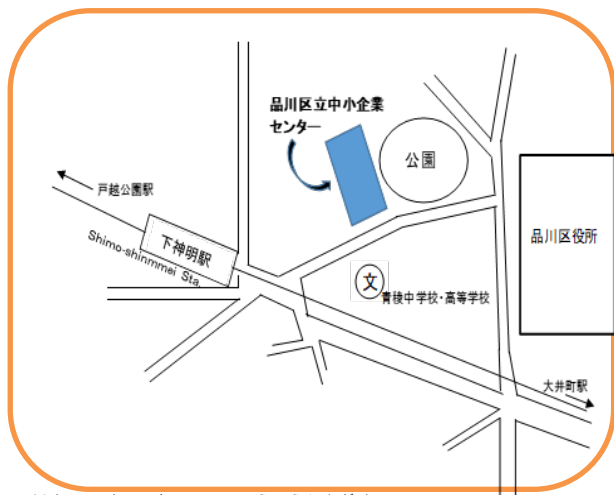 品川区立中小企業
センター
公園
戸越公園駅
品川区役所
下神明駅
Shimo-shinmmei Sta.
文
青稜中学校・高等学校
大井町駅